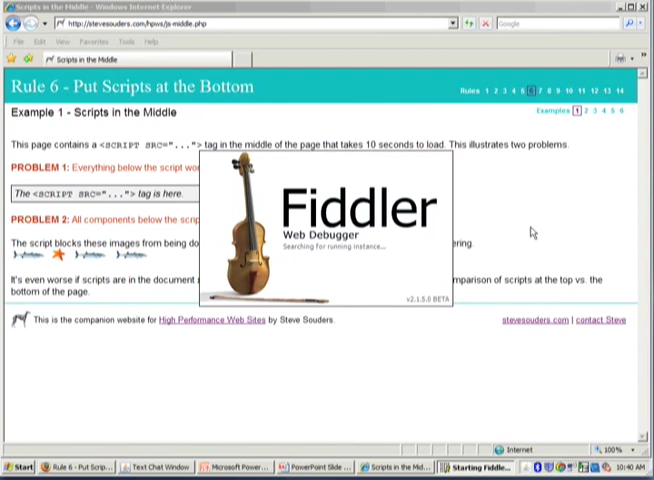 Scripts in the Middle - Windows Internet Explorer
http://stevesouders.com/hpws/js-middle.php
Google
File Edit View Favorites Tools Help
Scripts in the Middle
Rule 6 - Put Scripts at the Bottom
Rules 1 2 3 4 5 6 7 8 9 10 11 12 13 14
Example 1 - Scripts in the Middle
Examples 1 2 3 4 5 6
This page contains a <SCRIPT SRC="..."> tag in the middle of the page that takes 10 seconds to load. This illustrates two problems.
PROBLEM 1: Everything below the script
The <SCRIPT SRC="..."> tag is here.
PROBLEM 2: All components below the
The script blocks these images from being
ering.
It's even worse if scripts are in the document
mparison of scripts at the top vs. the
bottom of the page.
Fiddler
Web Debugger
Searching for running instance...
v2.1.5.0 BETA
This is the companion website for High Performance Web Sites by Steve Souders.
stevesouders.com | contact Steve
Internet
100%
Start
Rule 6 - Put Scrip...
Text Chat Window
Microsoft Power...
PowerPoint Slide ...
Scripts in the Mid...
Starting Fiddle...
10:40 AM